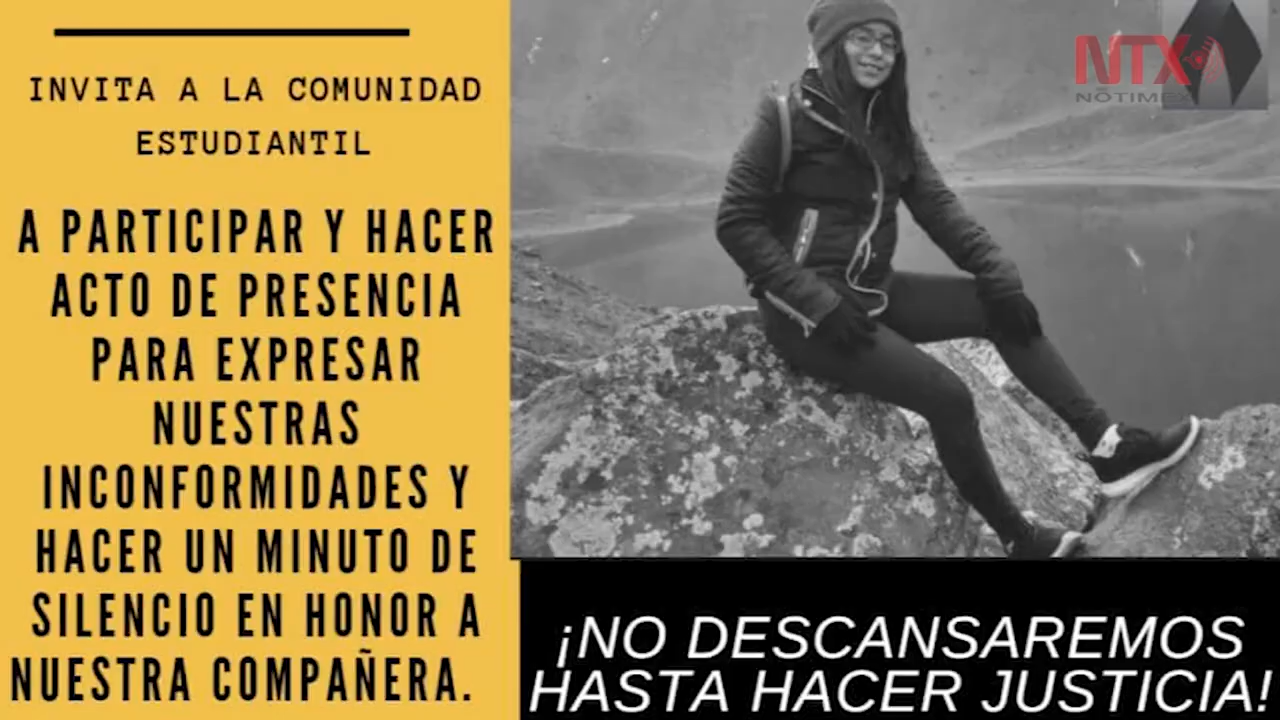 INVITA A LA COMUNIDAD
ESTUDIANTIL
A PARTICIPAR Y HACER
ACTO DE PRESENCIA
PARA EXPRESAR
NUESTRAS
INCONFORMIDADES Y
HACER UN MINUTO DE
SILENCIO EN HONOR A
NUESTRA COMPAÑERA.
NTX
NOTIMEX
¡NO DESCANSAREMOS
HASTA HACER JUSTICIA!